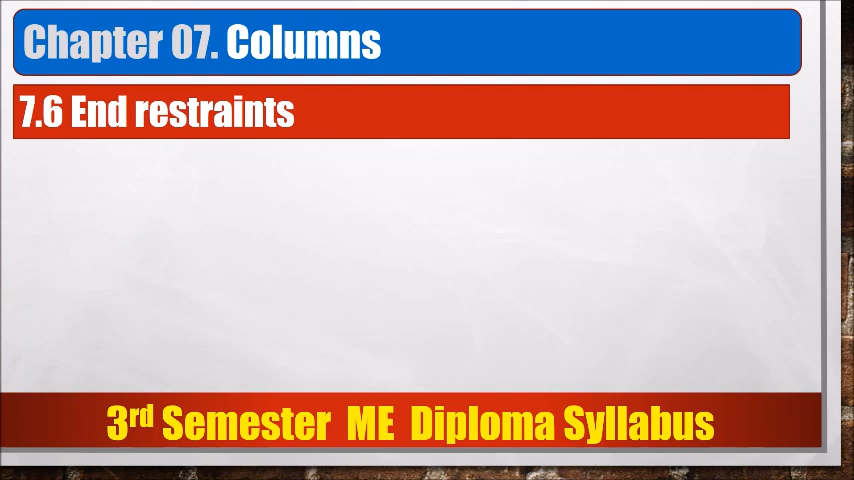 Chapter 07. Columns
7.6 End restraints
3rd Semester ME Diploma Syllabus